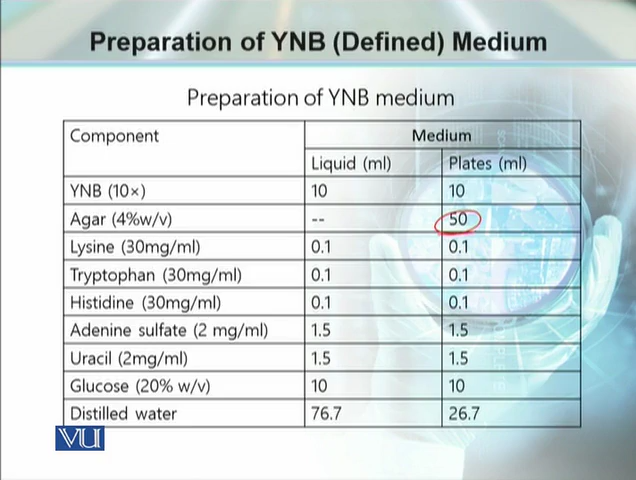 Preparation of YNB (Defined) Medium
Preparation of YNB medium
Component Medium
Liquid (ml) Plates (ml)
YNB (10×) 10 10
Agar (4%w/v) -- 50
Lysine (30mg/ml) 0.1 0.1
Tryptophan (30mg/ml) 0.1 0.1
Histidine (30mg/ml) 0.1 0.1
Adenine sulfate (2 mg/ml) 1.5 1.5
Uracil (2mg/ml) 1.5 1.5
Glucose (20% w/v) 10 10
Distilled water 76.7 26.7
VU